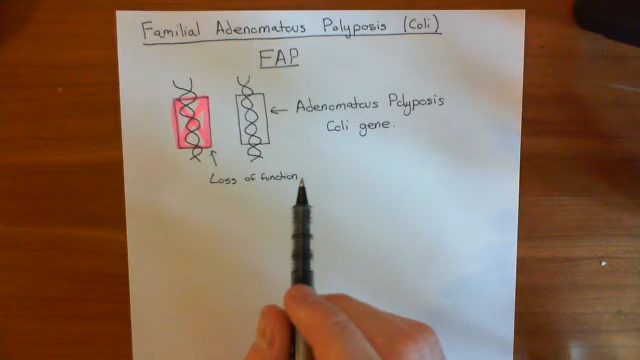 Familial Adenomatous Polyposis (Coli)
FAP
Adenomatous Polyposis
Coli gene.
Loss of function